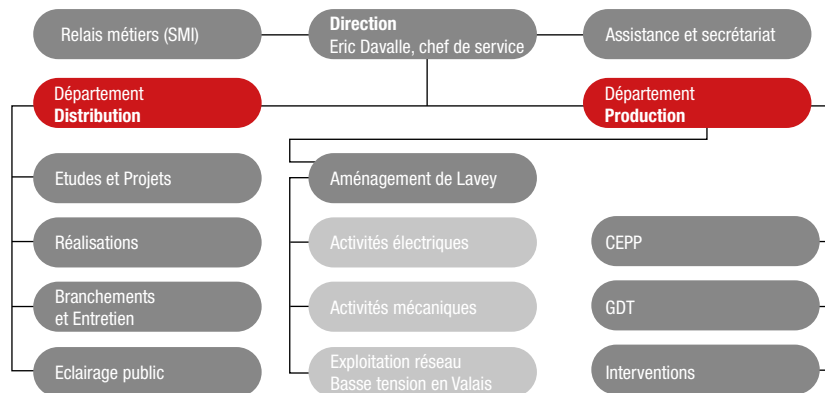 Relais métiers (SMI)
Direction
Eric Davalle, chef de service
Assistance et secrétariat
Département
Distribution
Département
Production
Etudes et Projets
Aménagement de Lavey
Réalisations
Activités électriques
CEPP
Branchements
et Entretien
Activités mécaniques
GDT
Eclairage public
Exploitation réseau
Basse tension en Valais
Interventions